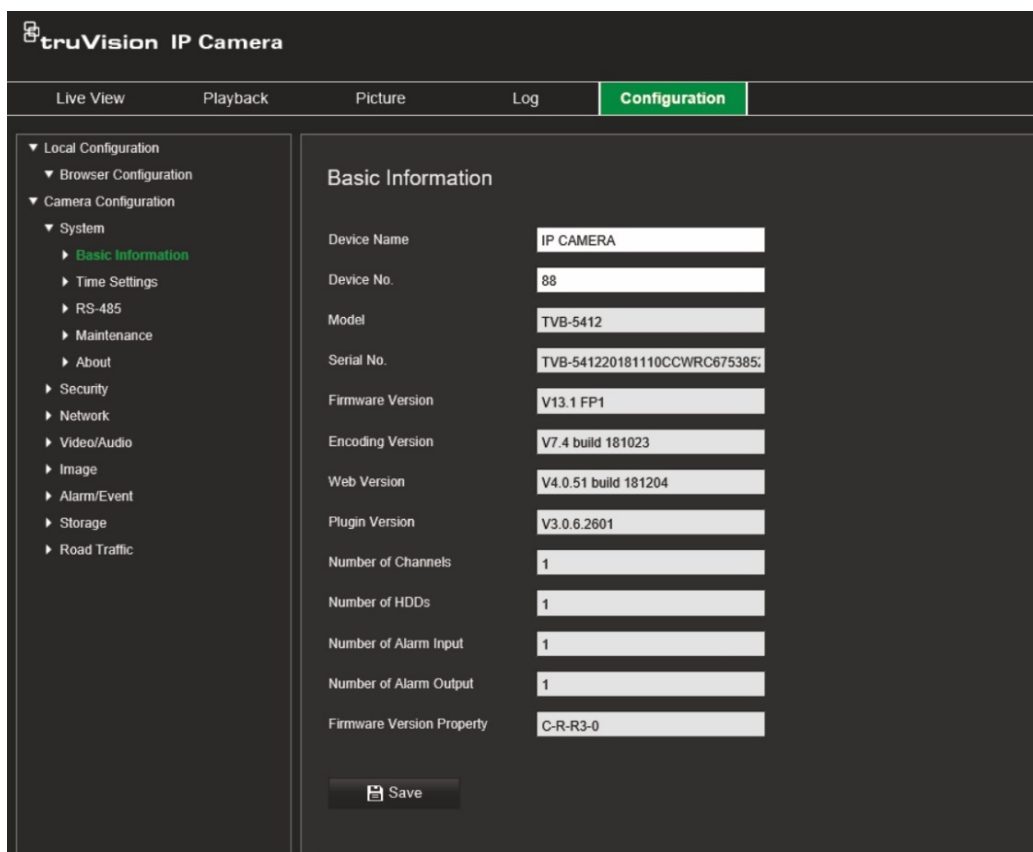 truVision IP Camera
Live View Playback Picture Log Configuration
Local Configuration
Browser Configuration
Camera Configuration
System
Basic Information
Time Settings
RS-485
Maintenance
About
Security
Network
Video/Audio
Image
Alarm/Event
Storage
Road Traffic
Basic Information
Device Name IP CAMERA
Device No. 88
Model TVB-5412
Serial No. TVB-541220181110CCWRC675385
Firmware Version V13.1 FP1
Encoding Version V7.4 build 181023
Web Version V4.0.51 build 181204
Plugin Version V3.0.6.2601
Number of Channels 1
Number of HDDs 1
Number of Alarm Input 1
Number of Alarm Output 1
Firmware Version Property C-R-R3-0
Save